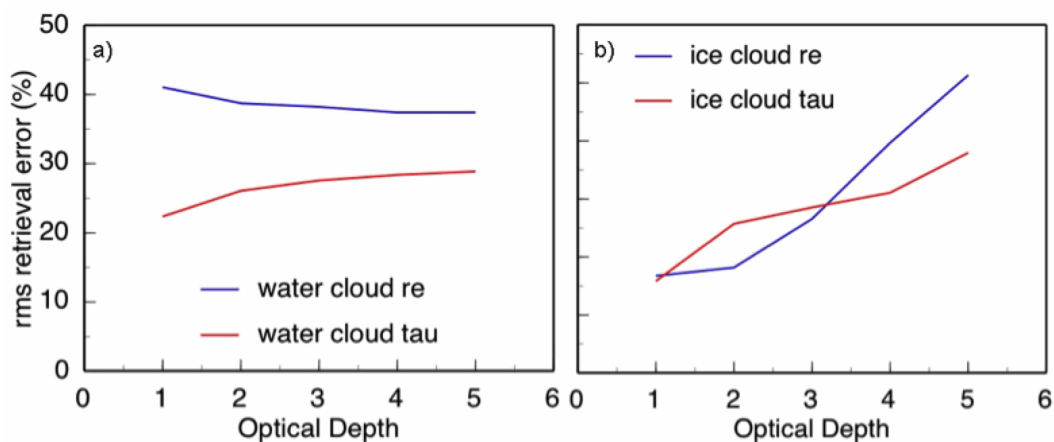 a)
rms retrieval error (%)
50
40
30
20
10
0
water cloud re
water cloud tau
0 1 2 3 4 5 6
Optical Depth
b)
ice cloud re
ice cloud tau
0 1 2 3 4 5 6
Optical Depth